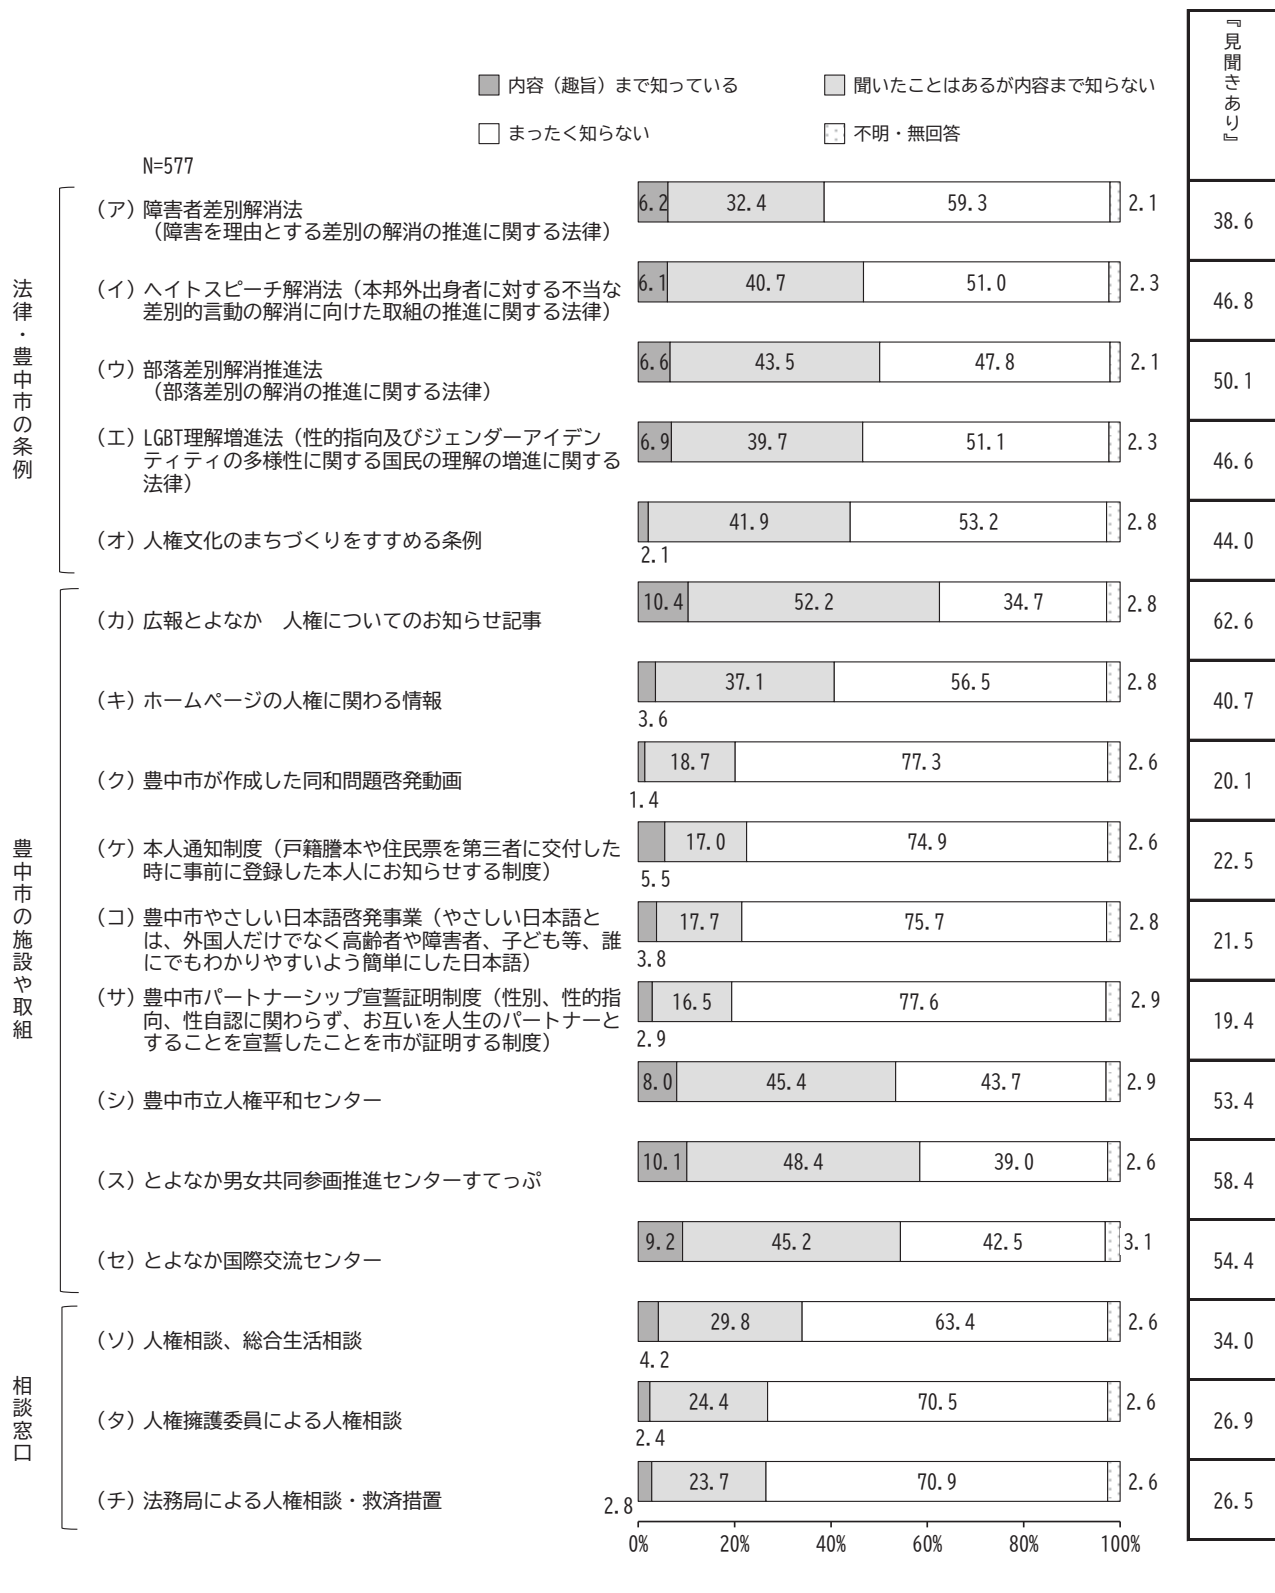 『見聞きあり』
内容（趣旨）まで知っている
聞いたことはあるが内容まで知らない
まったく知らない
不明・無回答
N=577
法律・豊中市の条例
（ア）障害者差別解消法
（障害を理由とする差別の解消の推進に関する法律）
6.2
32.4
59.3
2.1
38.6
（イ）ヘイトスピーチ解消法（本邦外出身者に対する不当な
差別的言動の解消に向けた取組の推進に関する法律）
6.1
40.7
51.0
2.3
46.8
（ウ）部落差別解消推進法
（部落差別の解消の推進に関する法律）
6.6
43.5
47.8
2.1
50.1
（エ）LGBT理解増進法（性的指向及びジェンダーアイデン
ティティの多様性に関する国民の理解の増進に関する
法律）
6.9
39.7
51.1
2.3
46.6
（オ）人権文化のまちづくりをすすめる条例
2.1
41.9
53.2
2.8
44.0
豊中市の施設や取組
（カ）広報とよなか　人権についてのお知らせ記事
10.4
52.2
34.7
2.8
62.6
（キ）ホームページの人権に関わる情報
3.6
37.1
56.5
2.8
40.7
（ク）豊中市が作成した同和問題啓発動画
1.4
18.7
77.3
2.6
20.1
（ケ）本人通知制度（戸籍謄本や住民票を第三者に交付した
時に事前に登録した本人にお知らせする制度）
5.5
17.0
74.9
2.6
22.5
（コ）豊中市やさしい日本語啓発事業（やさしい日本語と
は、外国人だけでなく高齢者や障害者、子ども等、誰
にでもわかりやすいよう簡単にした日本語）
3.8
17.7
75.7
2.8
21.5
（サ）豊中市パートナーシップ宣誓証明制度（性別、性的指
向、性自認に関わらず、お互いを人生のパートナーと
することを宣誓したことを市が証明する制度）
2.9
16.5
77.6
2.9
19.4
（シ）豊中市立人権平和センター
8.0
45.4
43.7
2.9
53.4
（ス）とよなか男女共同参画推進センターすてっぷ
10.1
48.4
39.0
2.6
58.4
（セ）とよなか国際交流センター
9.2
45.2
42.5
3.1
54.4
相談窓口
（ソ）人権相談、総合生活相談
4.2
29.8
63.4
2.6
34.0
（タ）人権擁護委員による人権相談
2.4
24.4
70.5
2.6
26.9
（チ）法務局による人権相談・救済措置
2.8
23.7
70.9
2.6
26.5
0%
20%
40%
60%
80%
100%